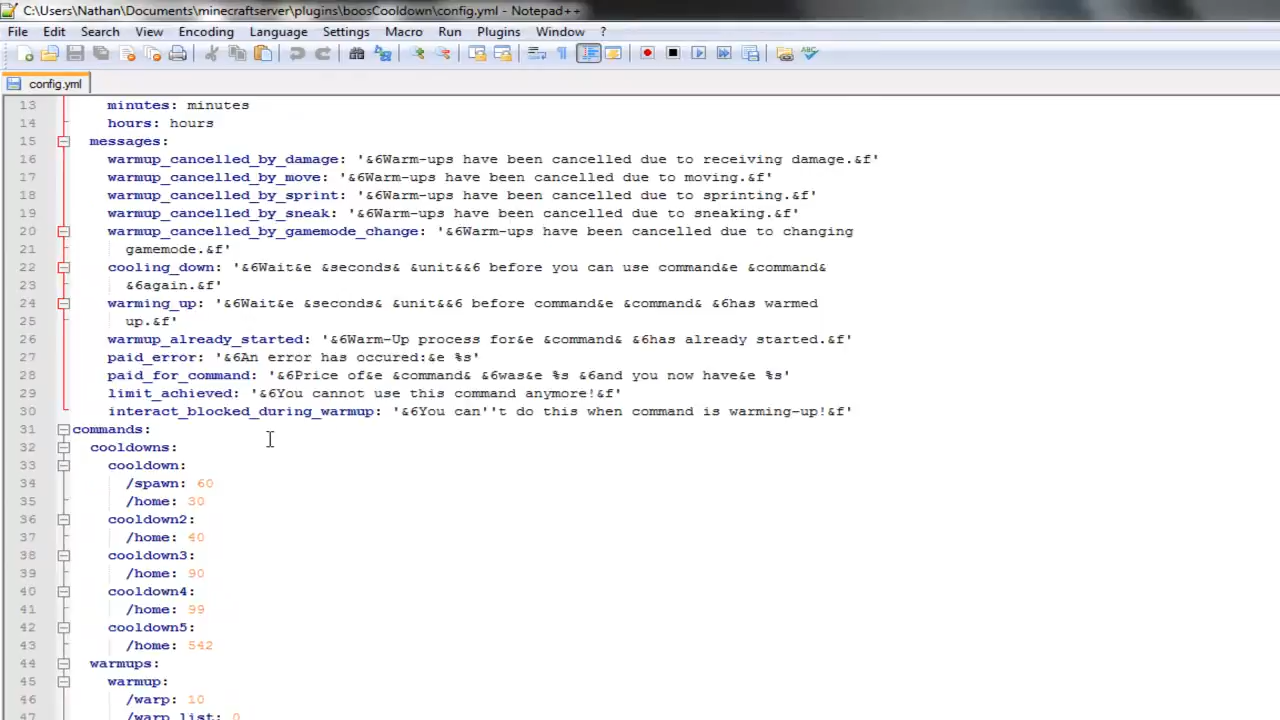 C:\Users\Nathan\Documents\minecraftserver\plugins\boosCooldown\config.yml - Notepad++
File Edit Search View Encoding Language Settings Macro Run Plugins Window ?
config.yml
13 minutes: minutes
14 hours: hours
15 messages:
16 warmup_cancelled_by_damage: '&6Warm-ups have been cancelled due to receiving damage.&f'
17 warmup_cancelled_by_move: '&6Warm-ups have been cancelled due to moving.&f'
18 warmup_cancelled_by_sprint: '&6Warm-ups have been cancelled due to sprinting.&f'
19 warmup_cancelled_by_sneak: '&6Warm-ups have been cancelled due to sneaking.&f'
20 warmup_cancelled_by_gamemode_change: '&6Warm-ups have been cancelled due to changing
21 gamemode.&f'
22 cooling_down: '&6Wait&e &seconds& &unit&&6 before you can use command&e &command&
23 &6again.&f'
24 warming_up: '&6Wait&e &seconds& &unit&&6 before command&e &command& &6has warmed
25 up.&f'
26 warmup_already_started: '&6Warm-Up process for&e &command& &6has already started.&f'
27 paid_error: '&6An error has occured:&e %s'
28 paid_for_command: '&6Price of&e &command& &6was&e %s &6and you now have&e %s'
29 limit_achieved: '&6You cannot use this command anymore!&f'
30 interact_blocked_during_warmup: '&6You can''t do this when command is warming-up!&f'
31 commands:
32 cooldowns:
33 cooldown:
34 /spawn: 60
35 /home: 30
36 cooldown2:
37 /home: 40
38 cooldown3:
39 /home: 90
40 cooldown4:
41 /home: 99
42 cooldown5:
43 /home: 542
44 warmups:
45 warmup:
46 /warp: 10
47 /warp list: 0